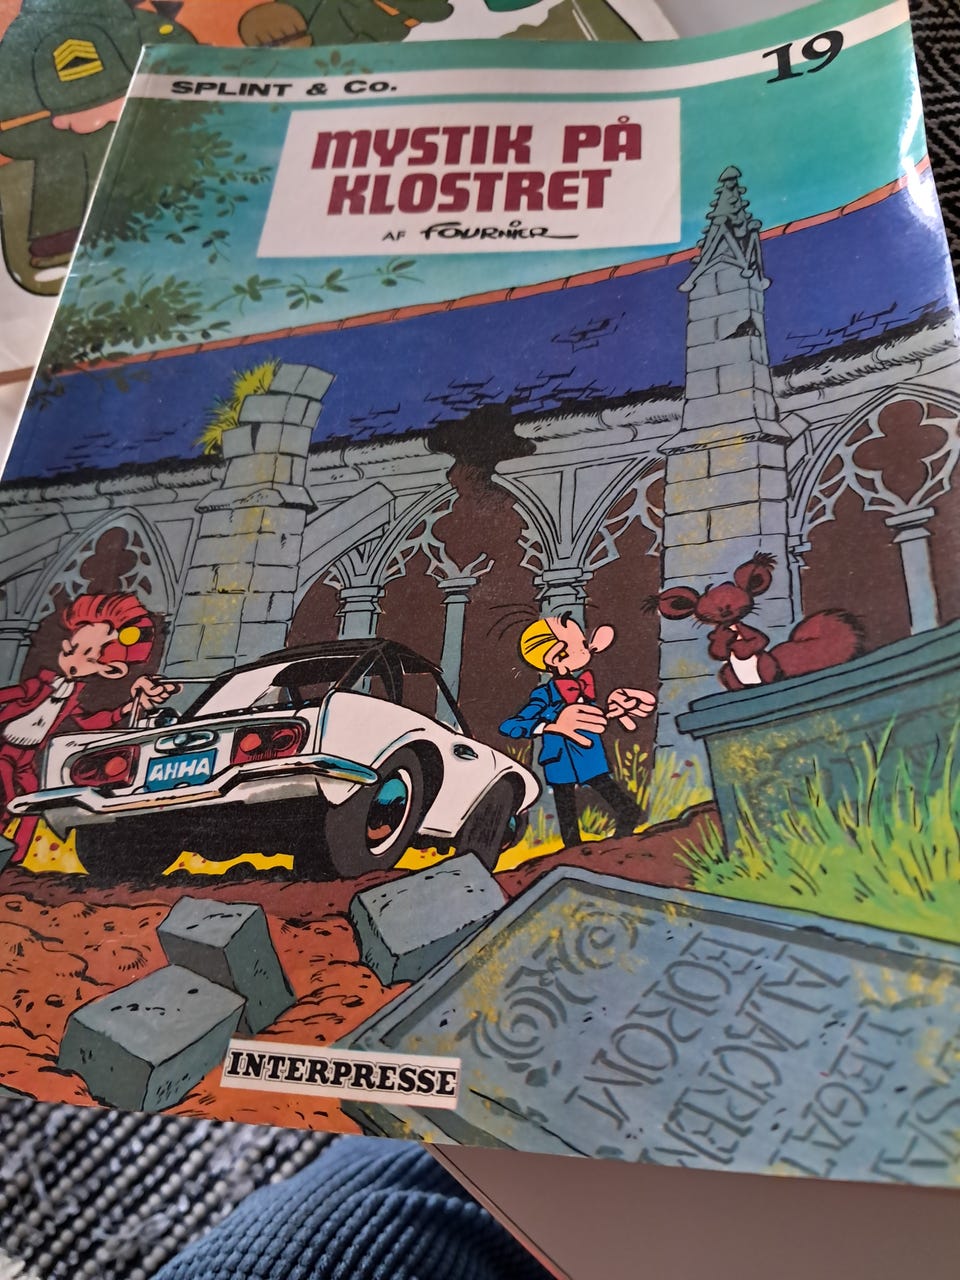 SPLINT & Co.
19
MYSTIK PÅ
KLOSTRET
AF FOURNIER
AHHA
INTERPRESSE